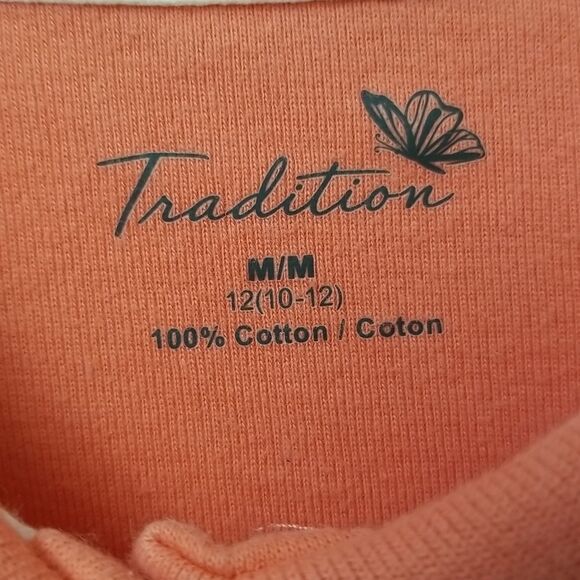 Tradition
M/M
12(10-12)
100% Cotton / Coton